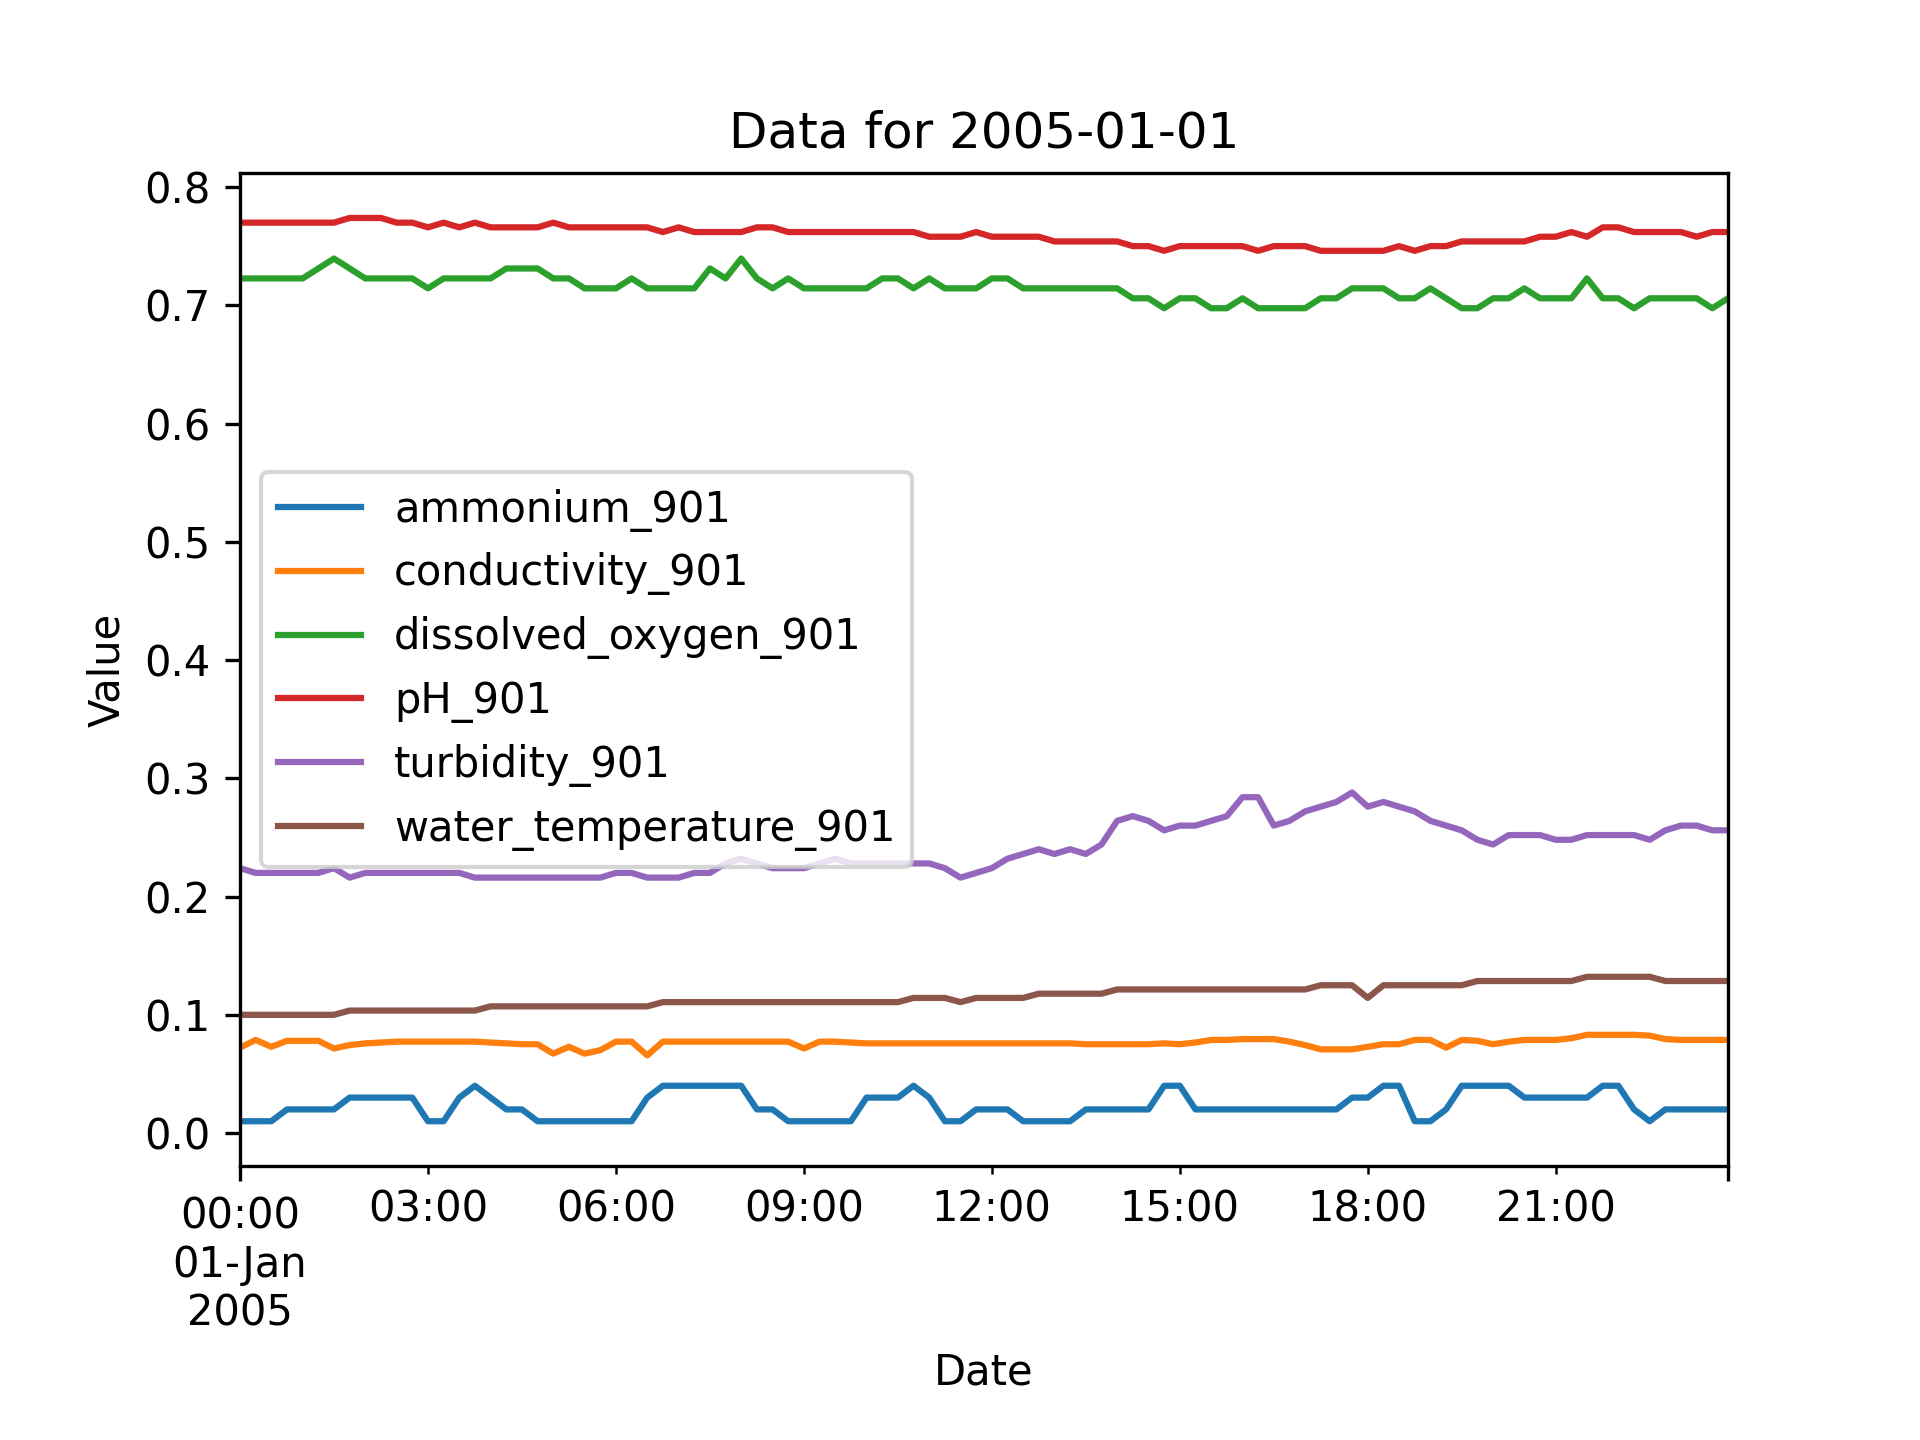 Data for 2005-01-01
Value
0.8
0.7
0.6
0.5
0.4
0.3
0.2
0.1
0.0
ammonium_901
conductivity_901
dissolved_oxygen_901
pH_901
turbidity_901
water_temperature_901
00:00
01-Jan
2005
03:00
06:00
09:00
12:00
15:00
18:00
21:00
Date